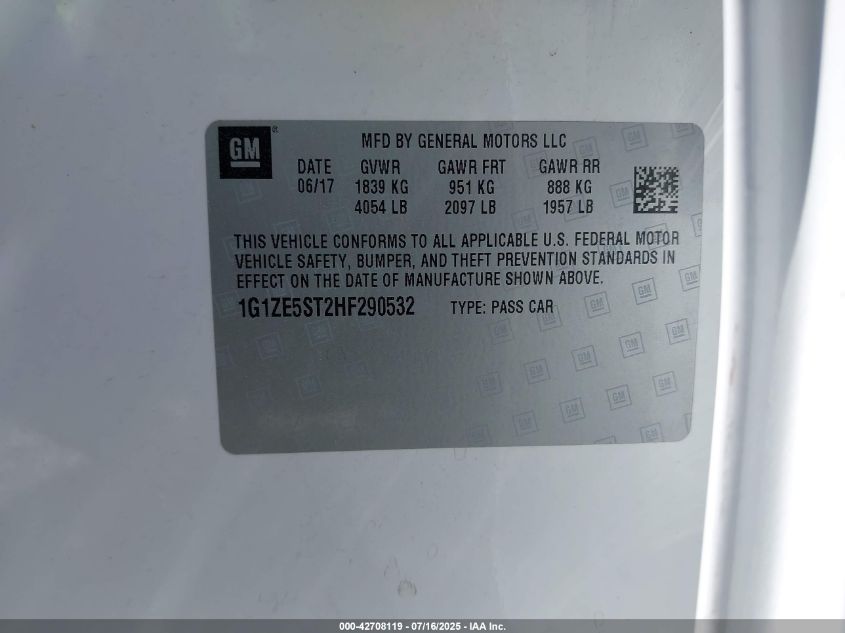 GM®
MFD BY GENERAL MOTORS LLC
DATE GVWR GAWR FRT GAWR RR
06/17 1839 KG 951 KG 888 KG
4054 LB 2097 LB 1957 LB
THIS VEHICLE CONFORMS TO ALL APPLICABLE U.S. FEDERAL MOTOR
VEHICLE SAFETY, BUMPER, AND THEFT PREVENTION STANDARDS IN
EFFECT ON THE DATE OF MANUFACTURE SHOWN ABOVE.
1G1ZE5ST2HF290532 TYPE: PASS CAR
000-42708119 - 07/16/2025 - IAA Inc.